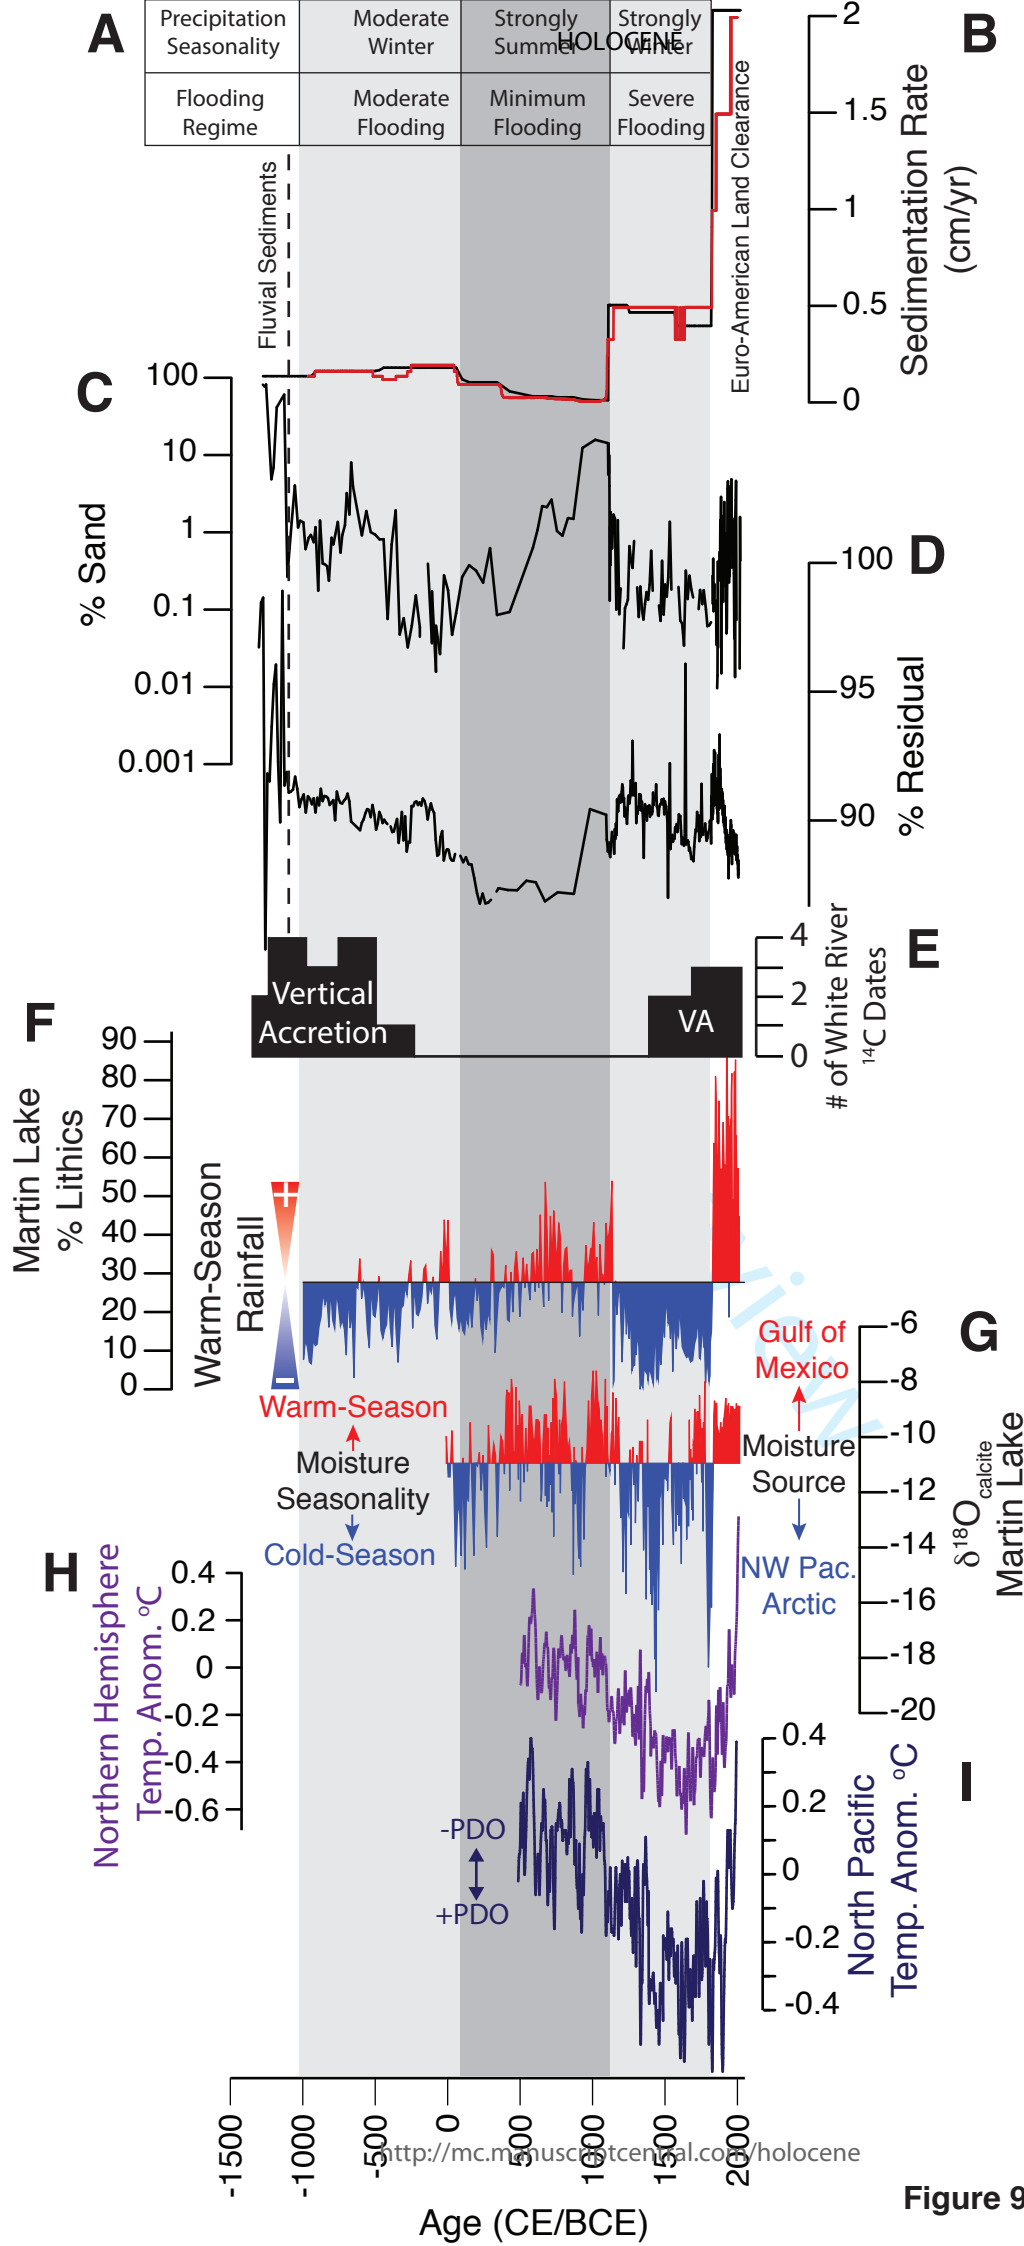 A
Precipitation
Seasonality
Moderate
Winter
Strongly
Summer
Strongly
Winter
HOLOCENE
Flooding
Regime
Moderate
Flooding
Minimum
Flooding
Severe
Flooding
B
2
1.5
1
0.5
0
Sedimentation Rate
(cm/yr)
Euro-American Land Clearance
Fluvial Sediments
C
100
10
1
0.1
0.01
0.001
% Sand
D
100
95
90
% Residual
E
4
2
0
# of White River
14C Dates
Vertical
Accretion
VA
F
90
80
70
60
50
40
30
20
10
0
Martin Lake
% Lithics
Warm-Season
Rainfall
+
–
view
G
Gulf of
Mexico
Moisture
Source
NW Pac.
Arctic
-6
-8
-10
-12
-14
-16
-18
-20
δ18Ocalcite
Martin Lake
Warm-Season
Moisture
Seasonality
Cold-Season
H
0.4
0.2
0
-0.2
-0.4
-0.6
Northern Hemisphere
Temp. Anom. ºC
I
0.4
0.2
0
-0.2
-0.4
North Pacific
Temp. Anom. ºC
-PDO
+PDO
-1500
-1000
-500
0
500
1000
1500
2000
http://mc.manuscriptcentral.com/holocene
Age (CE/BCE)
Figure 9